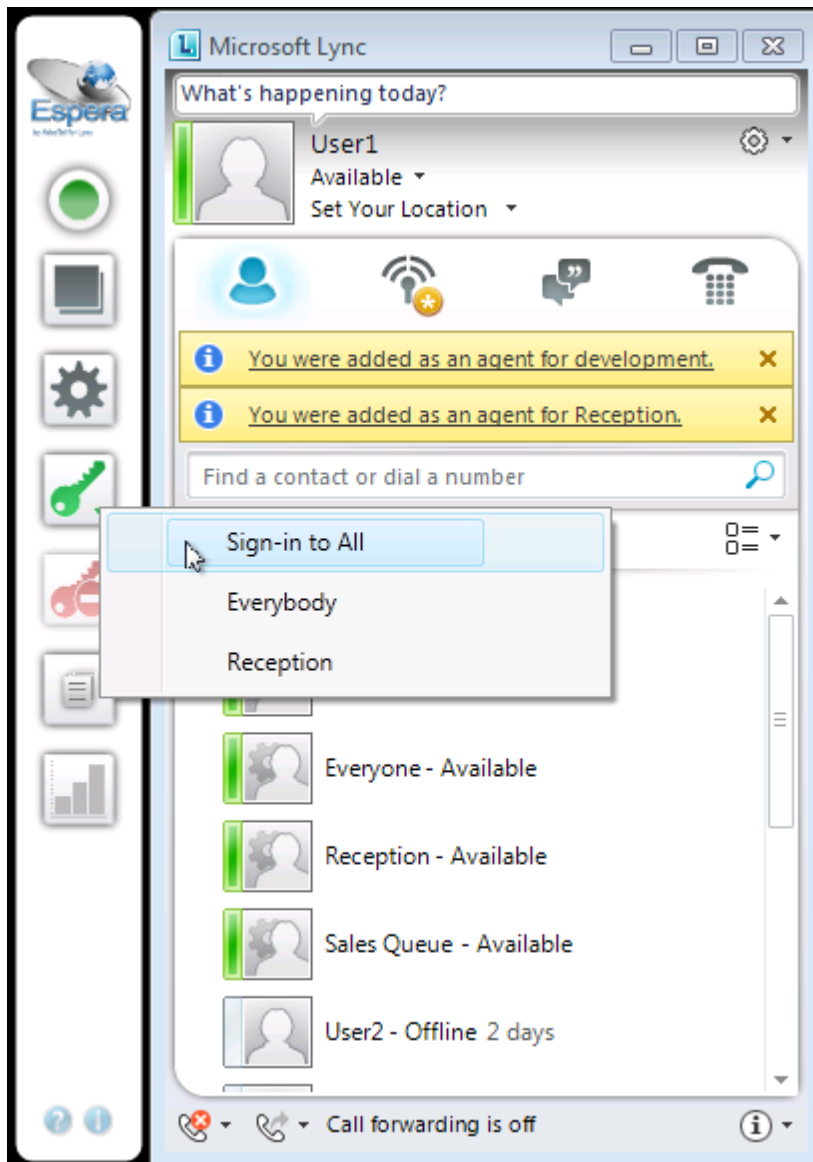 Espera
Microsoft Lync
What's happening today?
User1
Available
Set Your Location
You were added as an agent for development.
You were added as an agent for Reception.
Find a contact or dial a number
Sign-in to All
Everybody
Reception
Everyone - Available
Reception - Available
Sales Queue - Available
User2 - Offline 2 days
Call forwarding is off